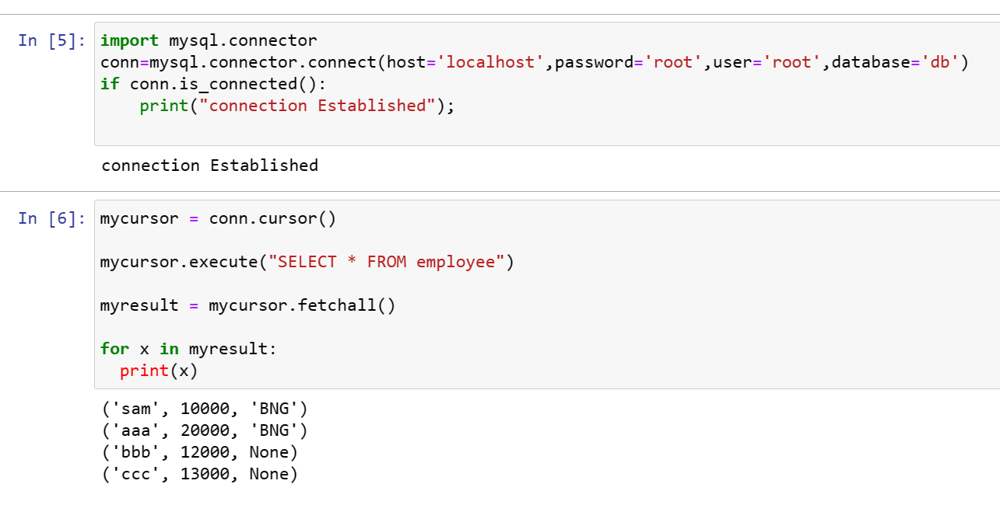 In [5]: import mysql.connector
conn=mysql.connector.connect(host='localhost',password='root',user='root',database='db')
if conn.is_connected():
    print("connection Established");
connection Established
In [6]: mycursor = conn.cursor()
mycursor.execute("SELECT * FROM employee")
myresult = mycursor.fetchall()
for x in myresult:
  print(x)
('sam', 10000, 'BNG')
('aaa', 20000, 'BNG')
('bbb', 12000, None)
('ccc', 13000, None)